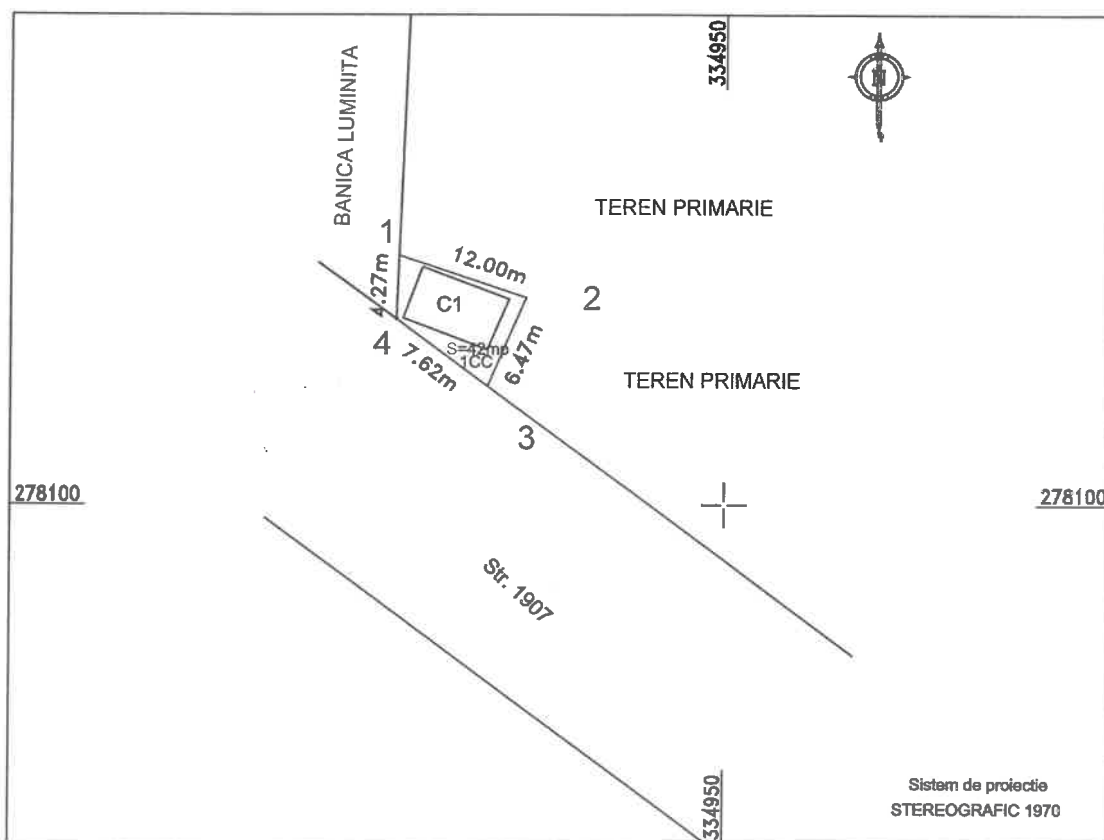 334950
N
BANICA LUMINITA
TEREN PRIMARIE
1
12.00m
4.27m
C1
2
4
S=42mp
1CC
7.62m
6.47m
TEREN PRIMARIE
3
278100
278100
Str. 1907
334950
Sistem de proiectie
STEREOGRAFIC 1970